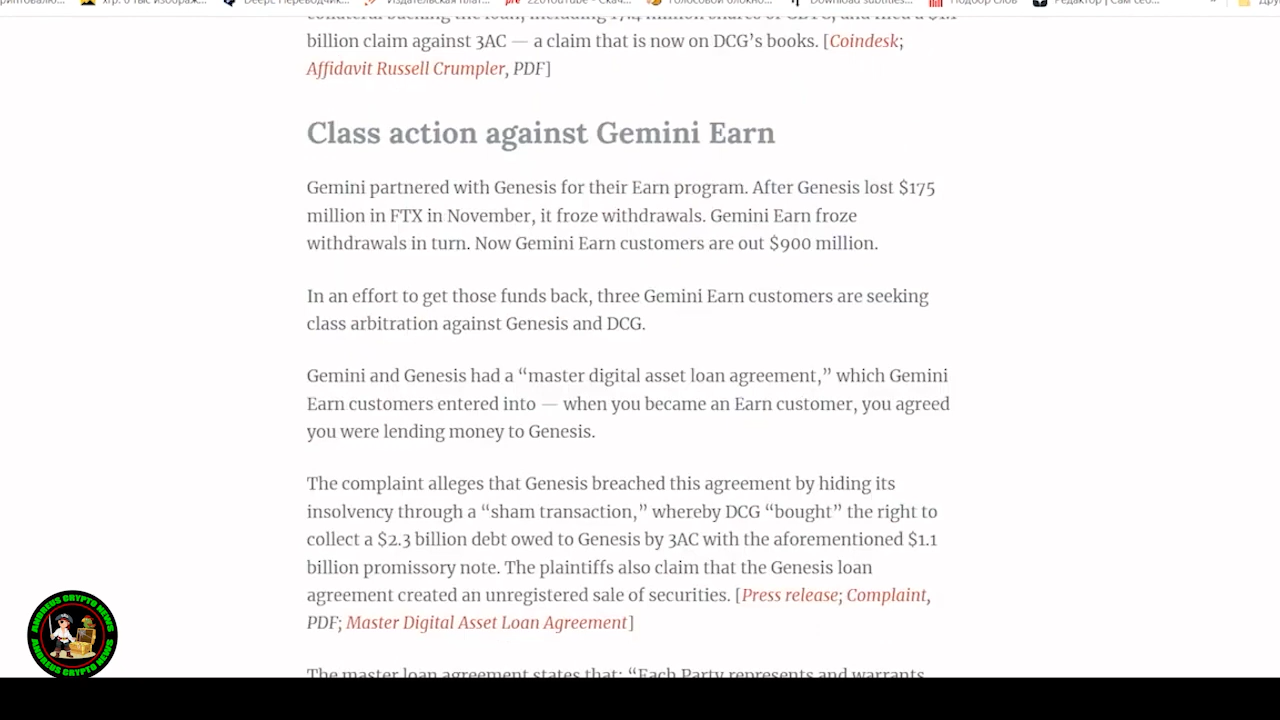 billion claim against 3AC — a claim that is now on DCG’s books. [Coindesk;
Affidavit Russell Crumpler, PDF]
Class action against Gemini Earn
Gemini partnered with Genesis for their Earn program. After Genesis lost $175
million in FTX in November, it froze withdrawals. Gemini Earn froze
withdrawals in turn. Now Gemini Earn customers are out $900 million.
In an effort to get those funds back, three Gemini Earn customers are seeking
class arbitration against Genesis and DCG.
Gemini and Genesis had a “master digital asset loan agreement,” which Gemini
Earn customers entered into — when you became an Earn customer, you agreed
you were lending money to Genesis.
The complaint alleges that Genesis breached this agreement by hiding its
insolvency through a “sham transaction,” whereby DCG “bought” the right to
collect a $2.3 billion debt owed to Genesis by 3AC with the aforementioned $1.1
billion promissory note. The plaintiffs also claim that the Genesis loan
agreement created an unregistered sale of securities. [Press release; Complaint,
PDF; Master Digital Asset Loan Agreement]
The master loan agreement states that: “Each Party represents and warrants
ANDREUS CRYPTO NEWS
ANDREUS CRYPTO NEWS